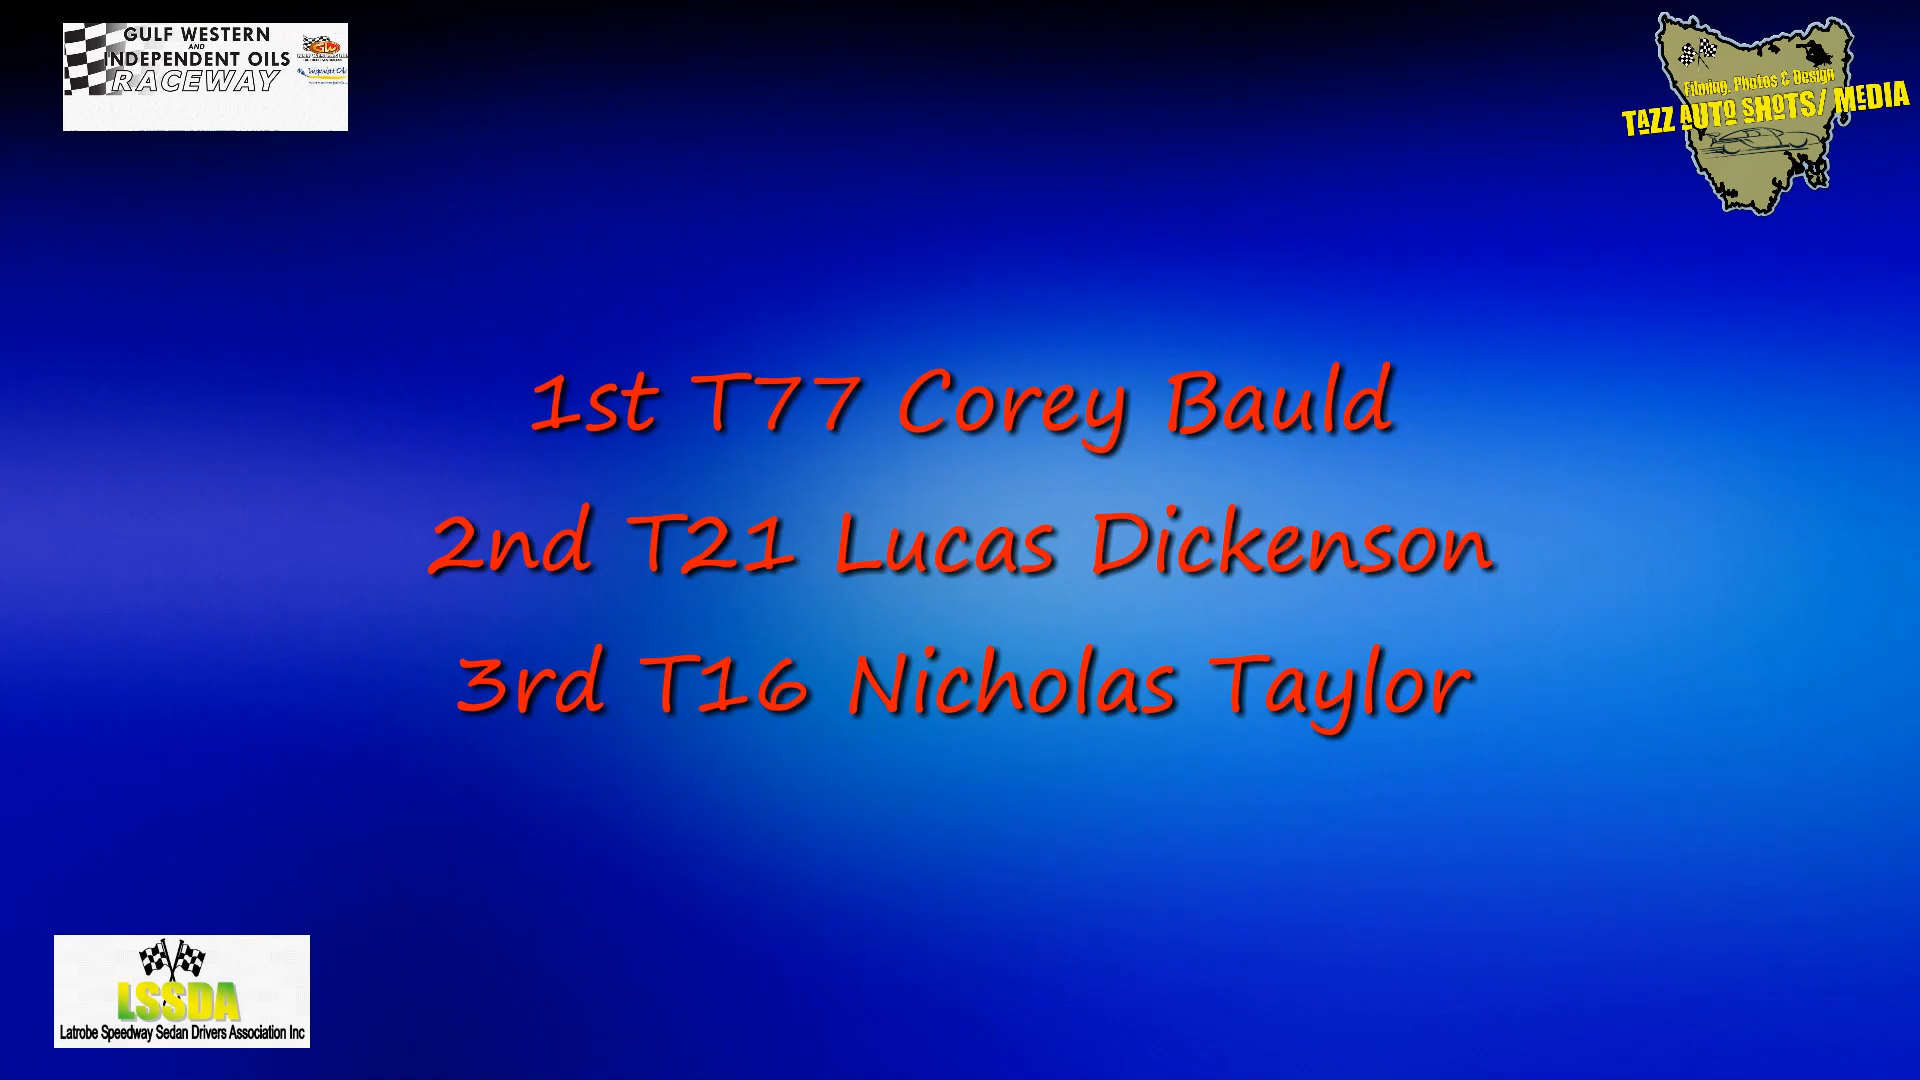 GULF WESTERN
AND
INDEPENDENT OILS
RACEWAY
Filming, Photos & Design
TAZZ AUTO SHOTS/ MEDIA
1st T77 Corey Bauld
2nd T21 Lucas Dickenson
3rd T16 Nicholas Taylor
LSSDA
Latrobe Speedway Sedan Drivers Association Inc